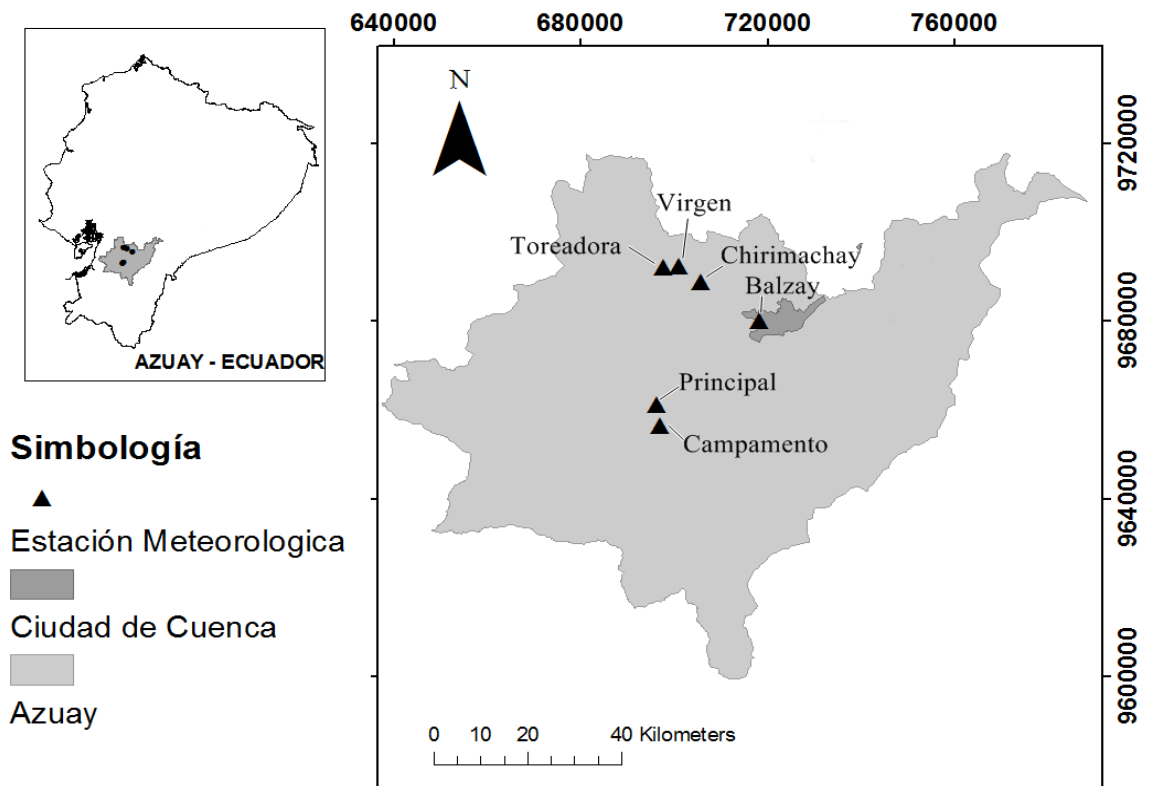 640000 680000 720000 760000
N
Virgen
Toreadora
Chirimachay
Balzay
Principal
Campamento
9720000
9680000
9640000
9600000
AZUAY - ECUADOR
Simbología
Estación Meteorologica
Ciudad de Cuenca
Azuay
0 10 20 40 Kilometers